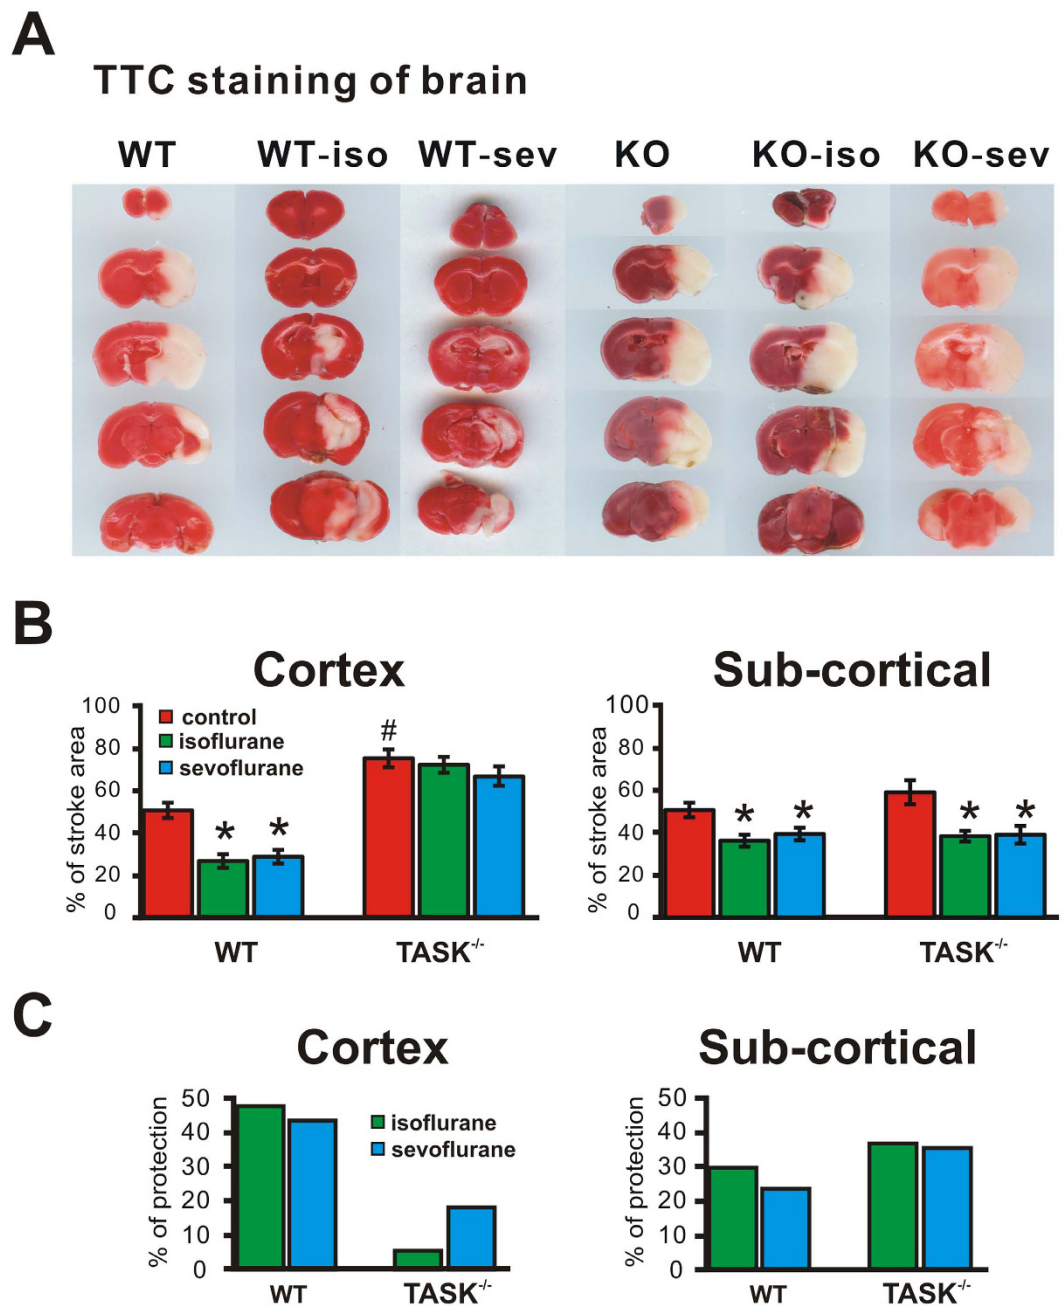 A
TTC staining of brain
WT WT-iso WT-sev KO KO-iso KO-sev
B
Cortex
% of stroke area
100
80
60
40
20
0
control
isoflurane
sevoflurane
* * #
WT TASK-/-
Sub-cortical
% of stroke area
100
80
60
40
20
0
* * * *
WT TASK-/-
C
Cortex
% of protection
50
40
30
20
10
0
isoflurane
sevoflurane
WT TASK-/-
Sub-cortical
% of protection
50
40
30
20
10
0
WT TASK-/-